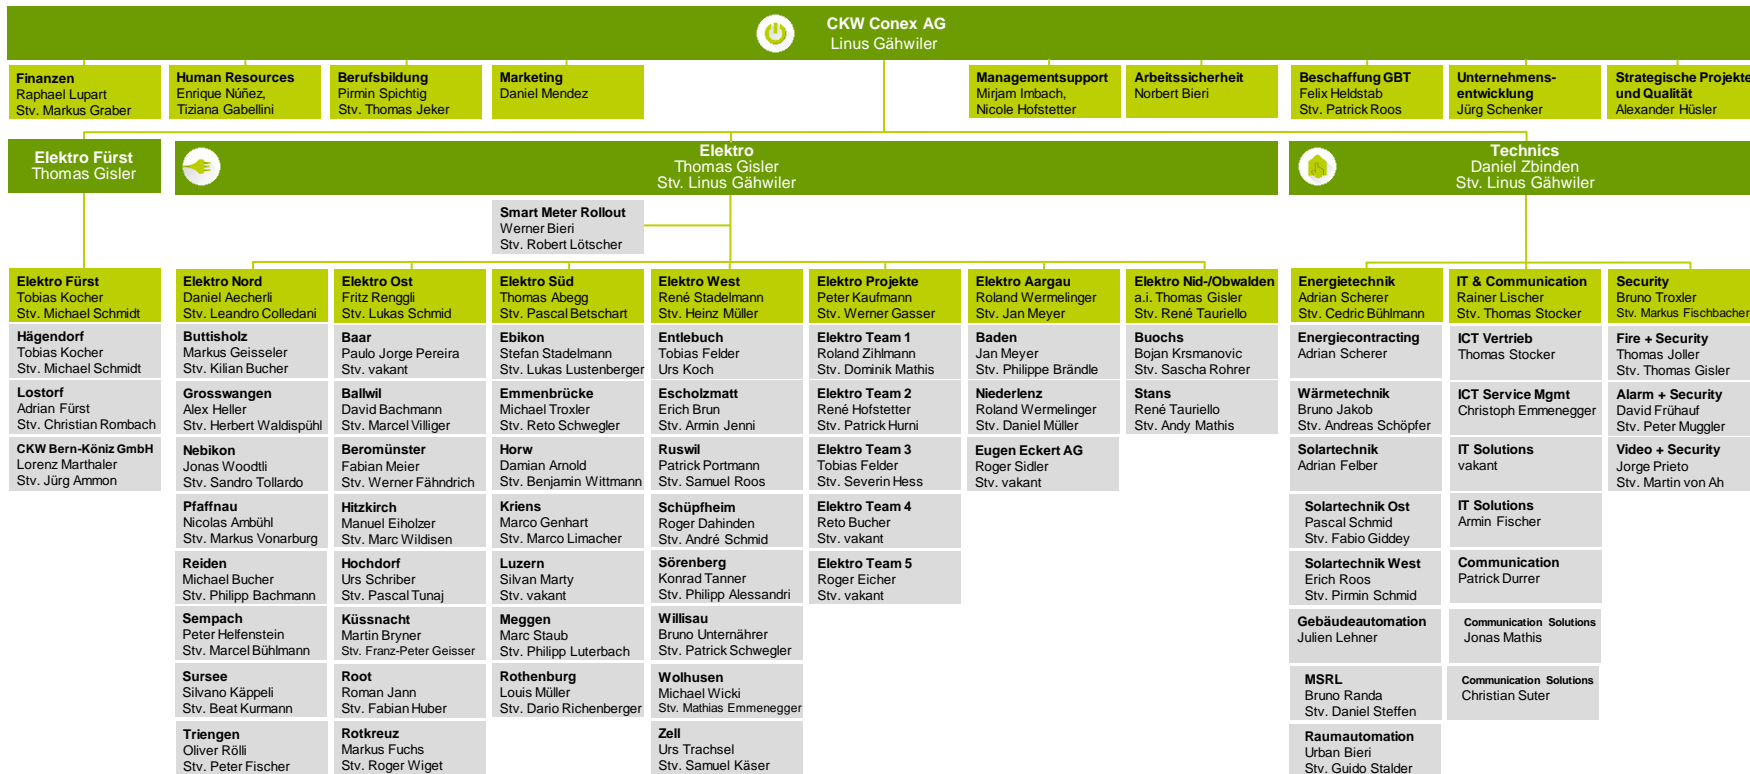 CKW Conex AG
Linus Gähwiler
Finanzen
Raphael Lupart
Stv. Markus Graber
Human Resources
Enrique Núñez,
Tiziana Gabellini
Berufsbildung
Pirmin Spichtig
Stv. Thomas Jeker
Marketing
Daniel Mendez
Managementsupport
Mirjam Imbach,
Nicole Hofstetter
Arbeitssicherheit
Norbert Bieri
Beschaffung GBT
Felix Heldstab
Stv. Patrick Roos
Unternehmens-
entwicklung
Jürg Schenker
Strategische Projekte
und Qualität
Alexander Hüsler
Elektro Fürst
Thomas Gisler
Elektro
Thomas Gisler
Stv. Linus Gähwiler
Technics
Daniel Zbinden
Stv. Linus Gähwiler
Smart Meter Rollout
Werner Bieri
Stv. Robert Lötscher
Elektro Fürst
Tobias Kocher
Stv. Michael Schmidt
Hägendorf
Tobias Kocher
Stv. Michael Schmidt
Lostorf
Adrian Fürst
Stv. Christian Rombach
CKW Bern-Köniz GmbH
Lorenz Marthaler
Stv. Jürg Ammon
Elektro Nord
Daniel Aecherli
Stv. Leandro Colledani
Buttisholz
Markus Geisseler
Stv. Kilian Bucher
Grosswangen
Alex Heller
Stv. Herbert Waldispühl
Nebikon
Jonas Woodtli
Stv. Sandro Tollardo
Pfaffnau
Nicolas Ambühl
Stv. Markus Vonarburg
Reiden
Michael Bucher
Stv. Philipp Bachmann
Sempach
Peter Helfenstein
Stv. Marcel Bühlmann
Sursee
Silvano Käppeli
Stv. Beat Kurmann
Triengen
Oliver Rölli
Stv. Peter Fischer
Elektro Ost
Fritz Renggli
Stv. Lukas Schmid
Baar
Paulo Jorge Pereira
Stv. vakant
Ballwil
David Bachmann
Stv. Marcel Villiger
Beromünster
Fabian Meier
Stv. Werner Fähndrich
Hitzkirch
Manuel Eiholzer
Stv. Marc Wildisen
Hochdorf
Urs Schriber
Stv. Pascal Tunaj
Küssnacht
Martin Bryner
Stv. Franz-Peter Geisser
Root
Roman Jann
Stv. Fabian Huber
Rotkreuz
Markus Fuchs
Stv. Roger Wiget
Elektro Süd
Thomas Abegg
Stv. Pascal Betschart
Ebikon
Stefan Stadelmann
Stv. Lukas Lustenberger
Emmenbrücke
Michael Troxler
Stv. Reto Schwegler
Horw
Damian Arnold
Stv. Benjamin Wittmann
Kriens
Marco Genhart
Stv. Marco Limacher
Luzern
Silvan Marty
Stv. vakant
Meggen
Marc Staub
Stv. Philipp Luterbach
Rothenburg
Louis Müller
Stv. Dario Richenberger
Elektro West
René Stadelmann
Stv. Heinz Müller
Entlebuch
Tobias Felder
Urs Koch
Escholzmatt
Erich Brun
Stv. Armin Jenni
Ruswil
Patrick Portmann
Stv. Samuel Roos
Schüpfheim
Roger Dahinden
Stv. André Schmid
Sörenberg
Konrad Tanner
Stv. Philipp Alessandri
Willisau
Bruno Unternährer
Stv. Patrick Schwegler
Wolhusen
Michael Wicki
Stv. Mathias Emmenegger
Zell
Urs Trachsel
Stv. Samuel Käser
Elektro Projekte
Peter Kaufmann
Stv. Werner Gasser
Elektro Team 1
Roland Zihlmann
Stv. Dominik Mathis
Elektro Team 2
René Hofstetter
Stv. Patrick Hurni
Elektro Team 3
Tobias Felder
Stv. Severin Hess
Elektro Team 4
Reto Bucher
Stv. vakant
Elektro Team 5
Roger Eicher
Stv. vakant
Elektro Aargau
Roland Wermelinger
Stv. Jan Meyer
Baden
Jan Meyer
Stv. Philippe Brändle
Niederlenz
Roland Wermelinger
Stv. Daniel Müller
Eugen Eckert AG
Roger Sidler
Stv. vakant
Elektro Nid-/Obwalden
a.i. Thomas Gisler
Stv. René Tauriello
Buochs
Bojan Krsmanovic
Stv. Sascha Rohrer
Stans
René Tauriello
Stv. Andy Mathis
Energietechnik
Adrian Scherer
Stv. Cedric Bühlmann
Energiecontracting
Adrian Scherer
Wärmetechnik
Bruno Jakob
Stv. Andreas Schöpfer
Solartechnik
Adrian Felber
Solartechnik Ost
Pascal Schmid
Stv. Fabio Giddey
Solartechnik West
Erich Roos
Stv. Pirmin Schmid
Gebäudeautomation
Julien Lehner
MSRL
Bruno Randa
Stv. Daniel Steffen
Raumautomation
Urban Bieri
Stv. Guido Stalder
IT & Communication
Rainer Lischer
Stv. Thomas Stocker
ICT Vertrieb
Thomas Stocker
ICT Service Mgmt
Christoph Emmenegger
IT Solutions
vakant
IT Solutions
Armin Fischer
Communication
Patrick Durrer
Communication Solutions
Jonas Mathis
Communication Solutions
Christian Suter
Security
Bruno Troxler
Stv. Markus Fischbacher
Fire + Security
Thomas Joller
Stv. Thomas Gisler
Alarm + Security
David Frühauf
Stv. Peter Muggler
Video + Security
Jorge Prieto
Stv. Martin von Ah